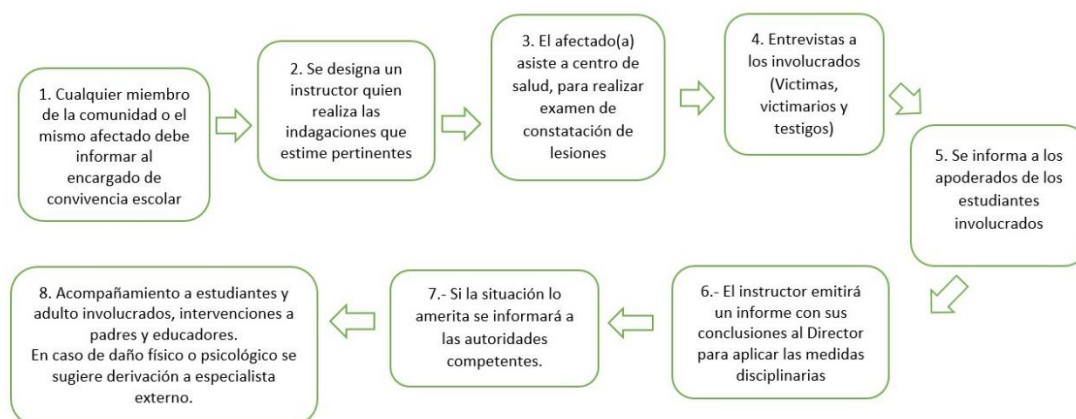 1. Cualquier miembro
de la comunidad o el
mismo afectado debe
informar al
encargado de
convivencia escolar
2. Se designa un
instructor quien
realiza las
indagaciones que
estime pertinentes
3. El afectado(a)
asiste a centro de
salud, para realizar
examen de
constatación de
lesiones
4. Entrevistas a
los involucrados
(Victimas,
victimarios y
testigos)
5. Se informa a los
apoderados de los
estudiantes
involucrados
6.- El instructor emitirá
un informe con sus
conclusiones al Director
para aplicar las medidas
disciplinarias
7.- Si la situación lo
amerita se informará a
las autoridades
competentes.
8. Acompañamiento a estudiantes y
adulto involucrados, intervenciones a
padres y educadores.
En caso de daño físico o psicológico se
sugiere derivación a especialista
externo.